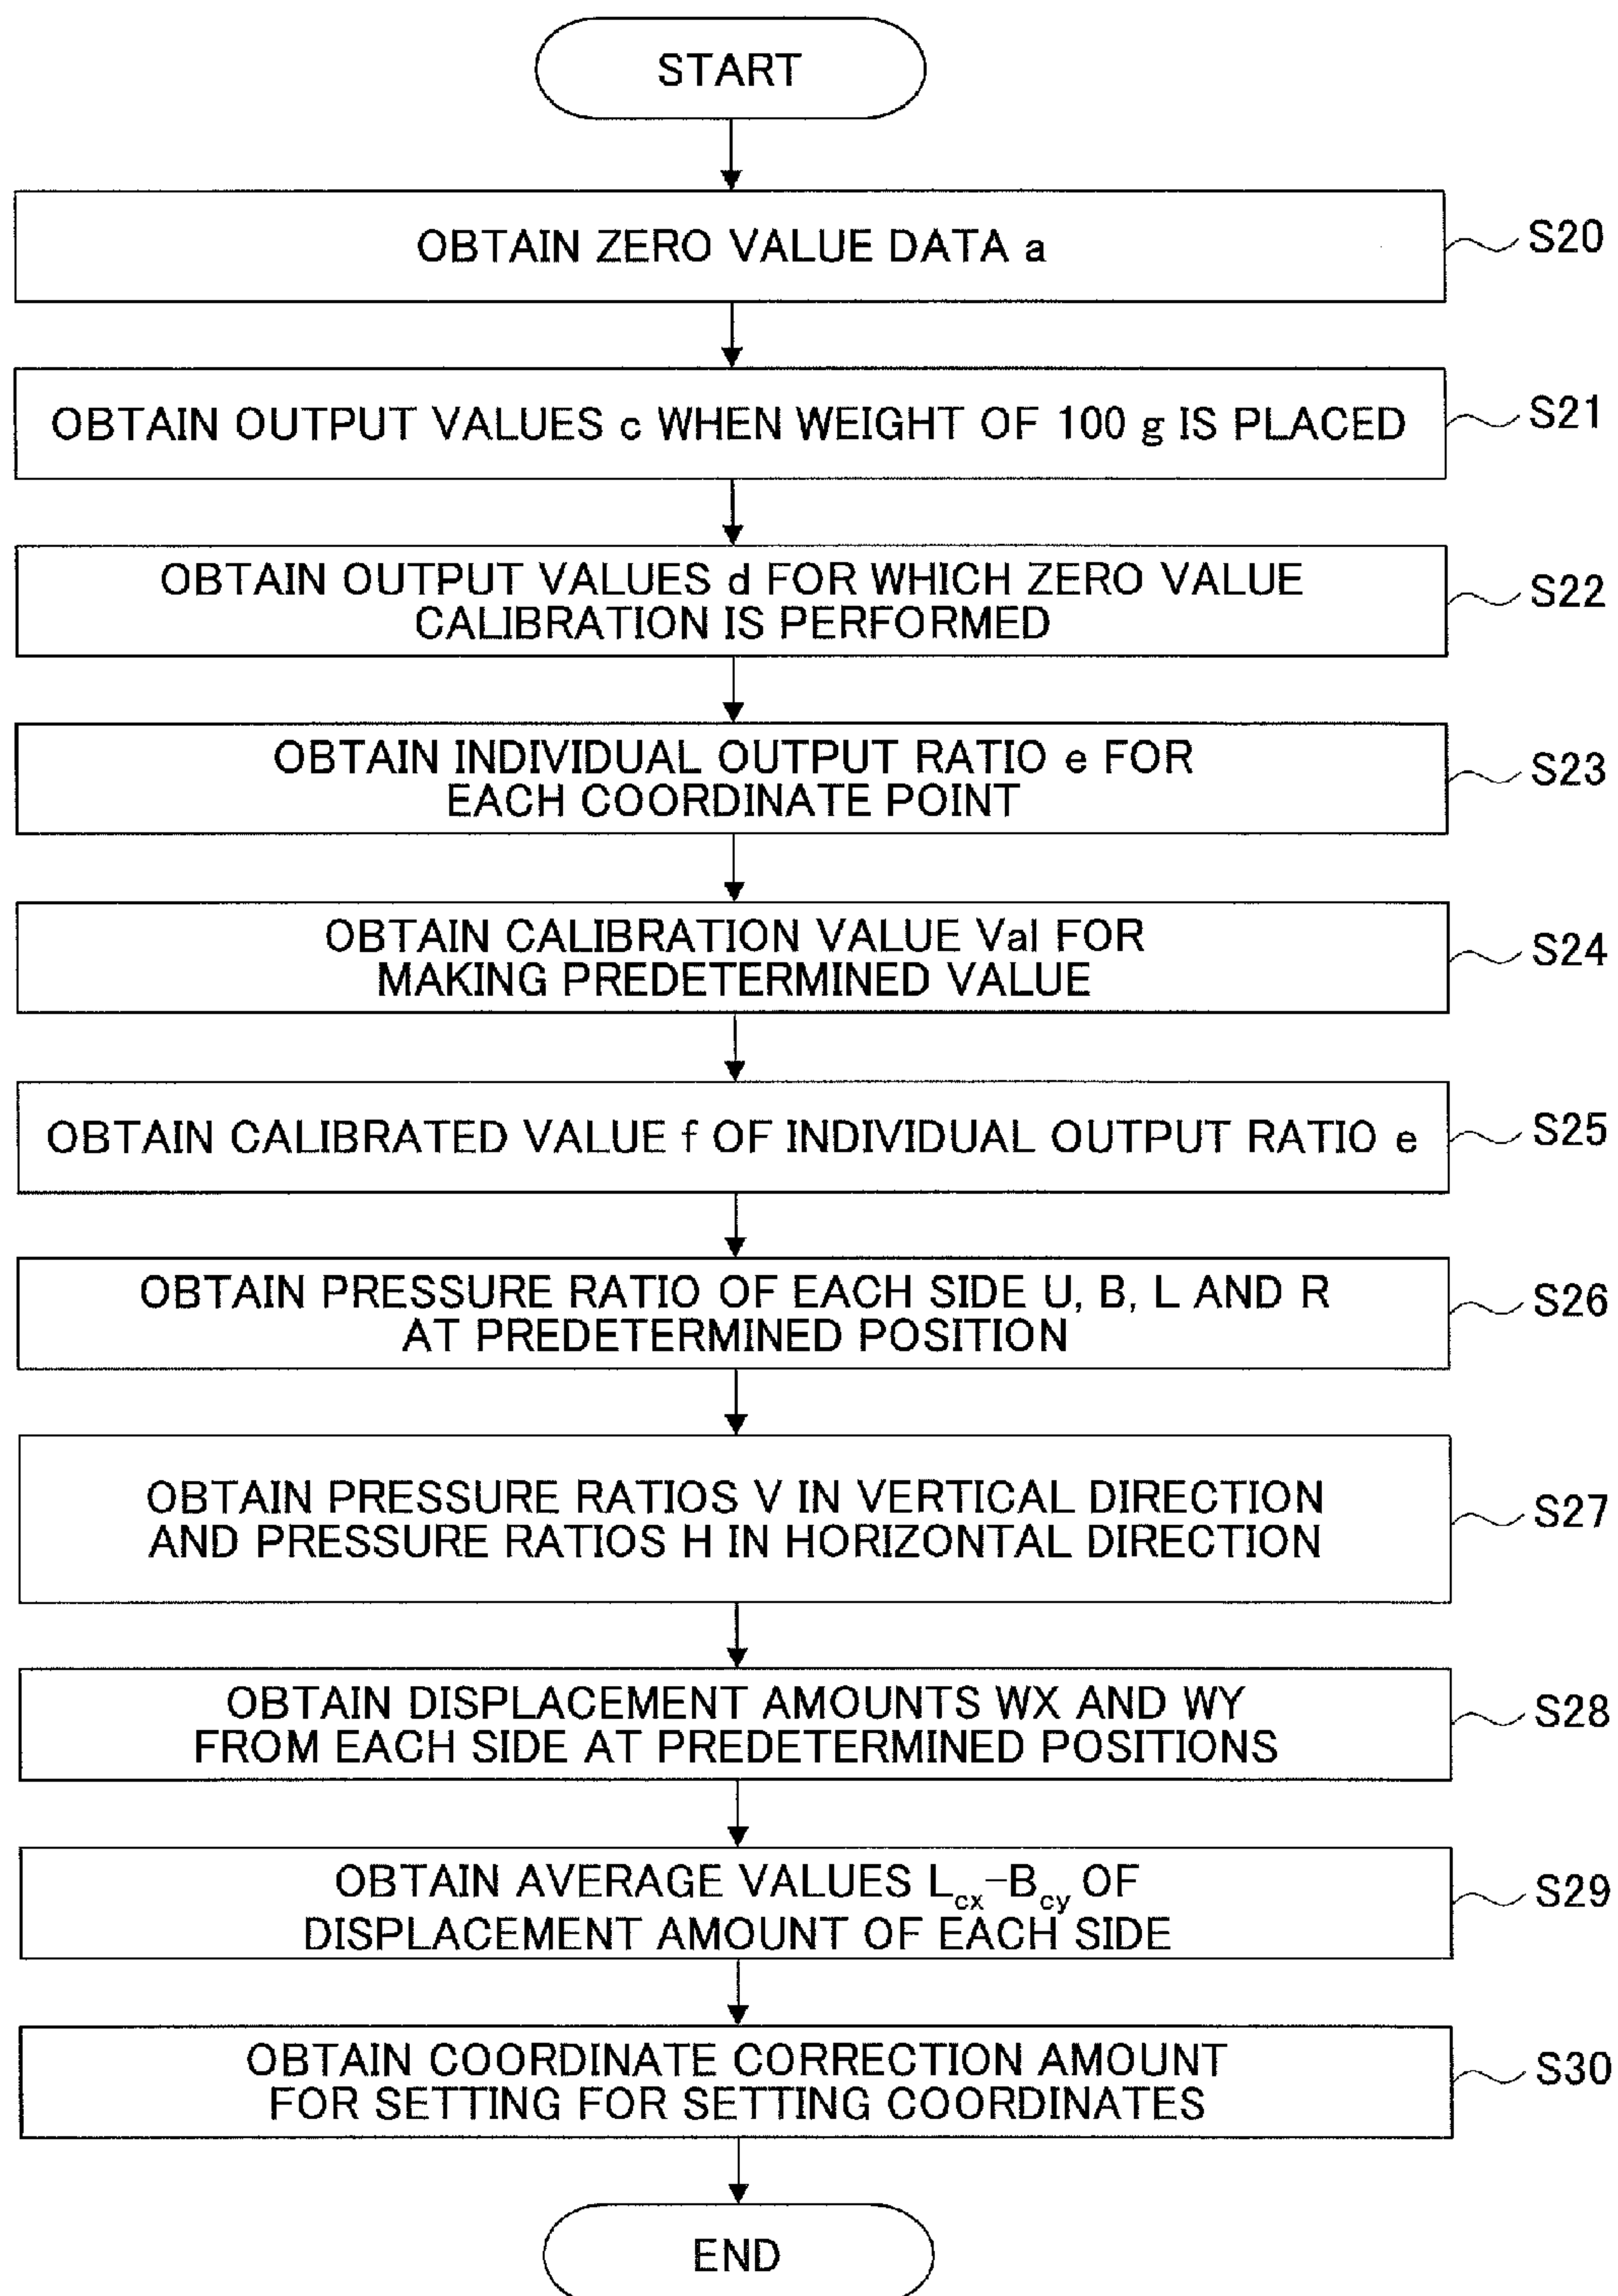 START
OBTAIN ZERO VALUE DATA a
S20
OBTAIN OUTPUT VALUES c WHEN WEIGHT OF 100 g IS PLACED
S21
OBTAIN OUTPUT VALUES d FOR WHICH ZERO VALUE
CALIBRATION IS PERFORMED
S22
OBTAIN INDIVIDUAL OUTPUT RATIO e FOR
EACH COORDINATE POINT
S23
OBTAIN CALIBRATION VALUE Val FOR
MAKING PREDETERMINED VALUE
S24
OBTAIN CALIBRATED VALUE f OF INDIVIDUAL OUTPUT RATIO e
S25
OBTAIN PRESSURE RATIO OF EACH SIDE U, B, L AND R
AT PREDETERMINED POSITION
S26
OBTAIN PRESSURE RATIOS V IN VERTICAL DIRECTION
AND PRESSURE RATIOS H IN HORIZONTAL DIRECTION
S27
OBTAIN DISPLACEMENT AMOUNTS WX AND WY
FROM EACH SIDE AT PREDETERMINED POSITIONS
S28
OBTAIN AVERAGE VALUES Lcx-Bcy OF
DISPLACEMENT AMOUNT OF EACH SIDE
S29
OBTAIN COORDINATE CORRECTION AMOUNT
FOR SETTING FOR SETTING COORDINATES
S30
END